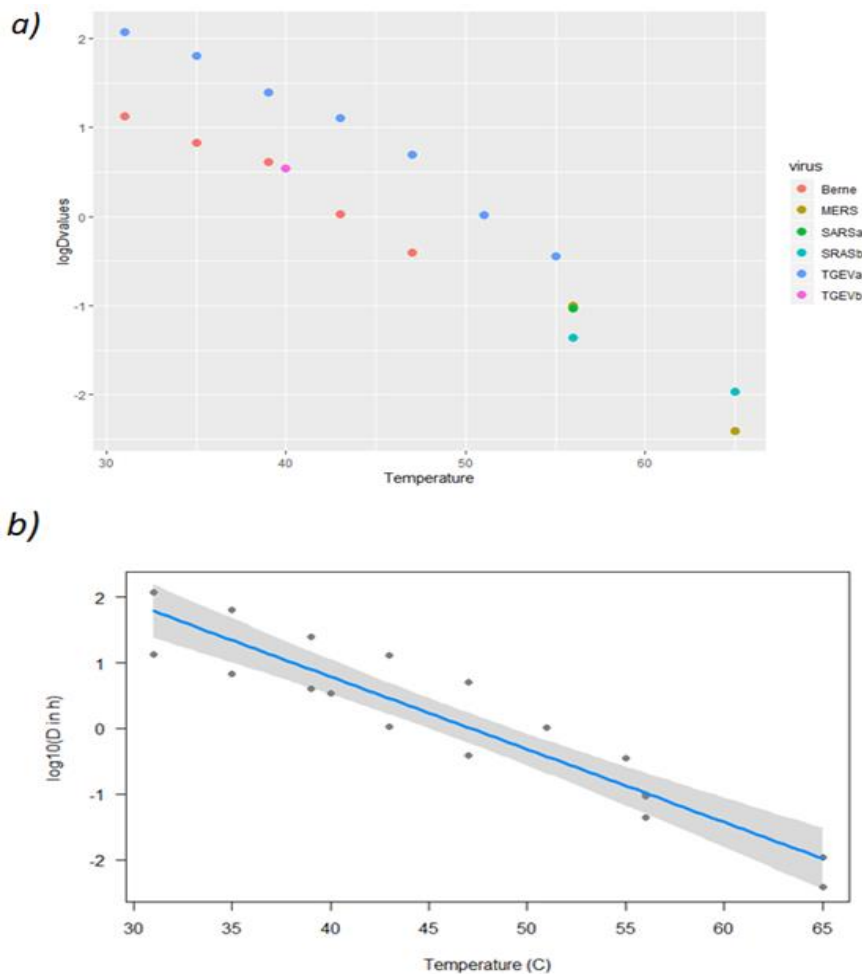 a)
2
1
0
-1
-2
logDvalues
30 40 50 60
Temperature
virus
Berne
MERS
SARSa
SRASb
TGEVa
TGEVb
b)
2
1
0
-1
-2
log10(D in h)
30 35 40 45 50 55 60 65
Temperature (C)